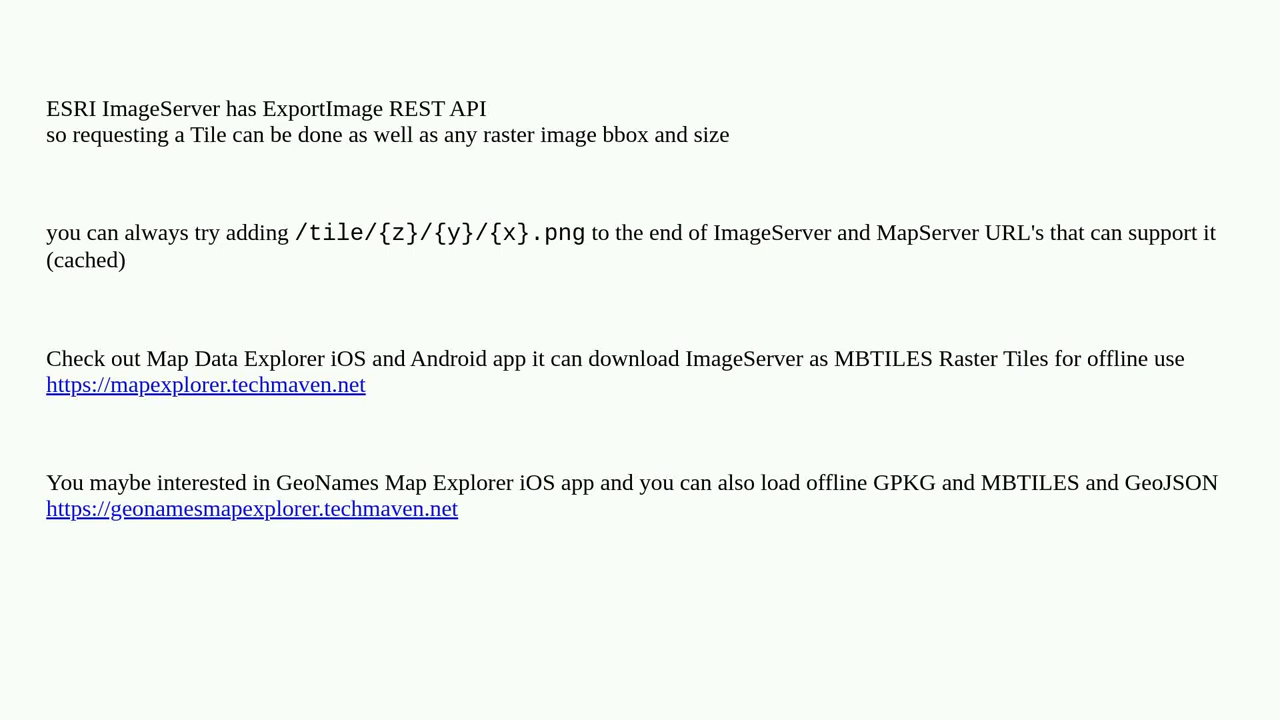 ESRI ImageServer has ExportImage REST API
so requesting a Tile can be done as well as any raster image bbox and size
you can always try adding /tile/{z}/{y}/{x}.png to the end of ImageServer and MapServer URL's that can support it
(cached)
Check out Map Data Explorer iOS and Android app it can download ImageServer as MBTILES Raster Tiles for offline use
https://mapexplorer.techmaven.net
You maybe interested in GeoNames Map Explorer iOS app and you can also load offline GPKG and MBTILES and GeoJSON
https://geonamesmapexplorer.techmaven.net